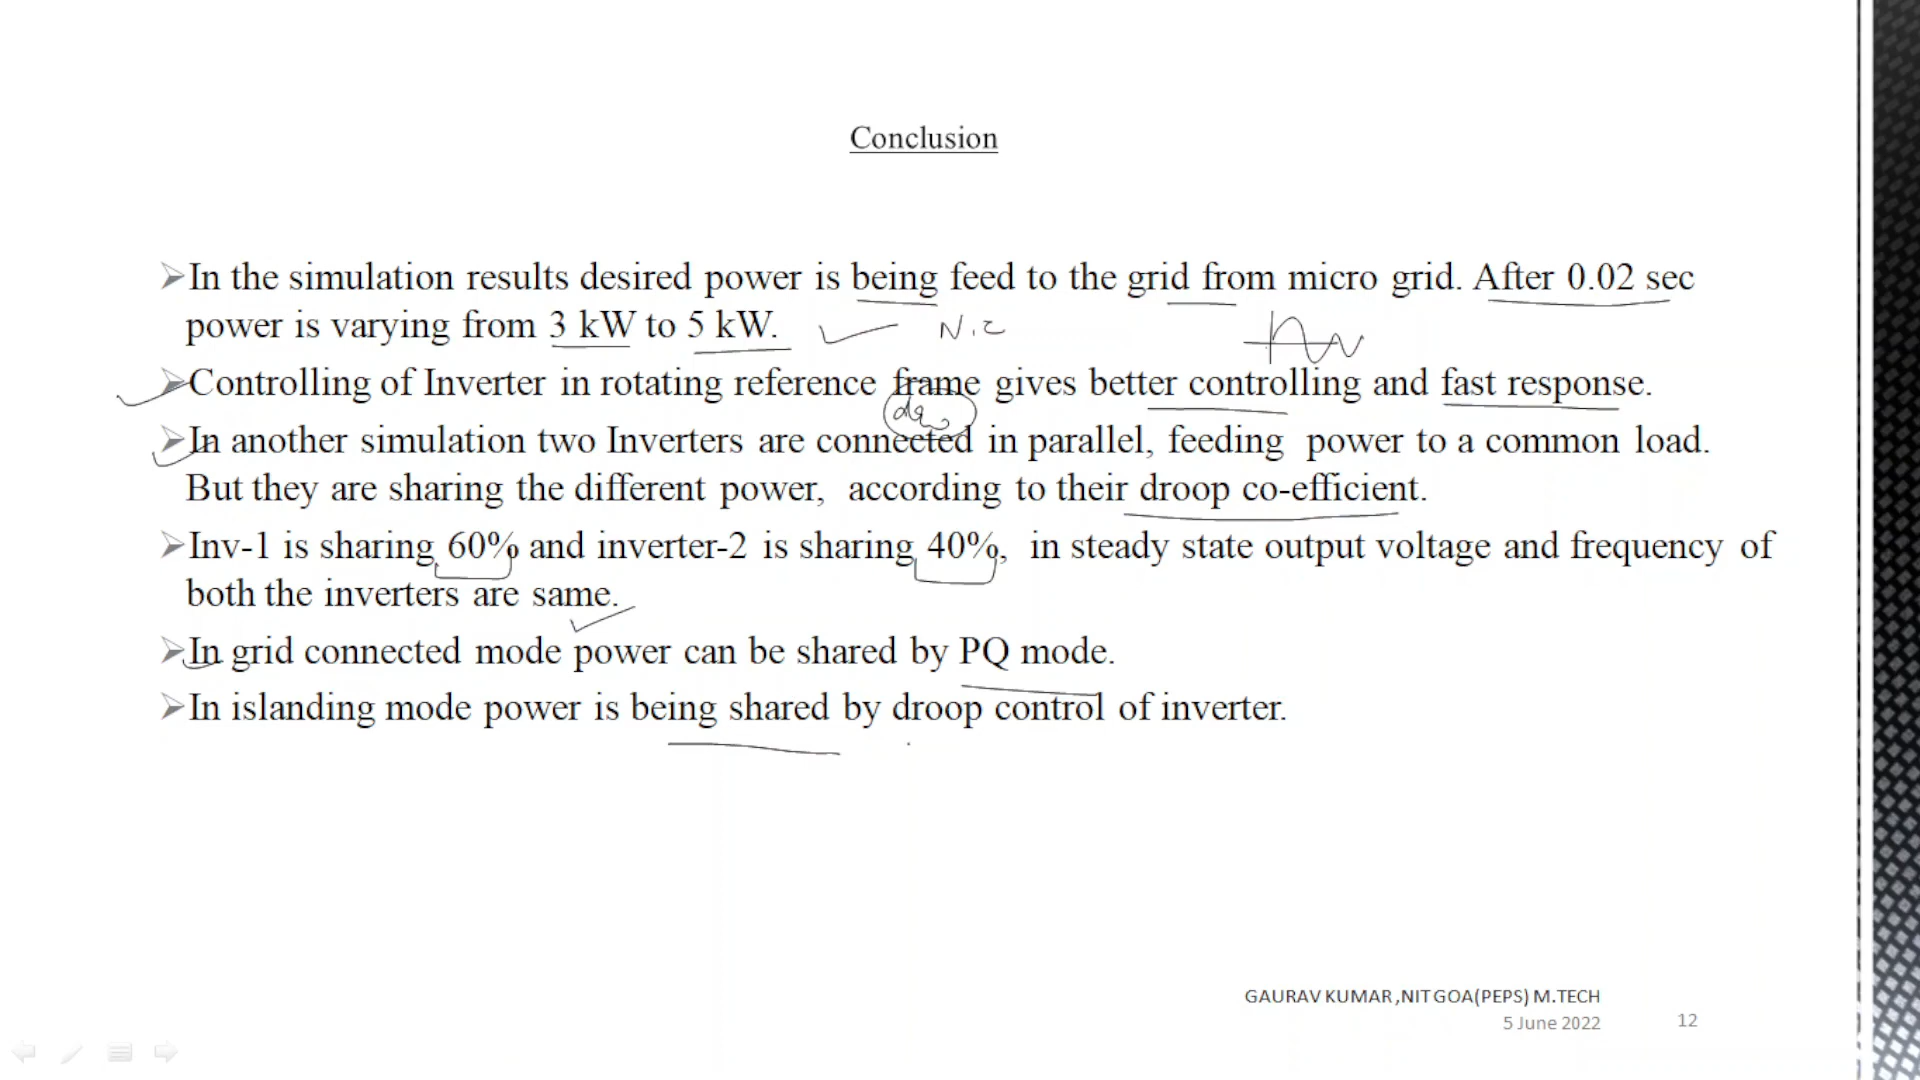 Conclusion
➢In the simulation results desired power is being feed to the grid from micro grid. After 0.02 sec
power is varying from 3 kW to 5 kW.
➢Controlling of Inverter in rotating reference frame gives better controlling and fast response.
➢In another simulation two Inverters are connected in parallel, feeding power to a common load.
But they are sharing the different power, according to their droop co-efficient.
➢Inv-1 is sharing 60% and inverter-2 is sharing 40%, in steady state output voltage and frequency of
both the inverters are same.
➢In grid connected mode power can be shared by PQ mode.
➢In islanding mode power is being shared by droop control of inverter.
GAURAV KUMAR ,NIT GOA(PEPS) M.TECH
5 June 2022
12